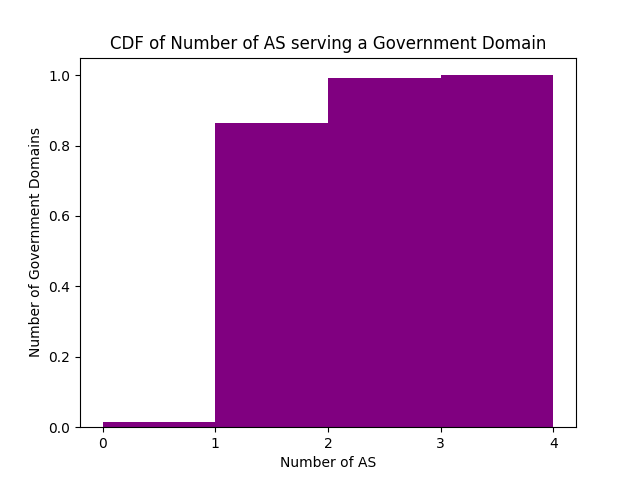 CDF of Number of AS serving a Government Domain
Number of Government Domains
1.0
0.8
0.6
0.4
0.2
0.0
0 1 2 3 4
Number of AS